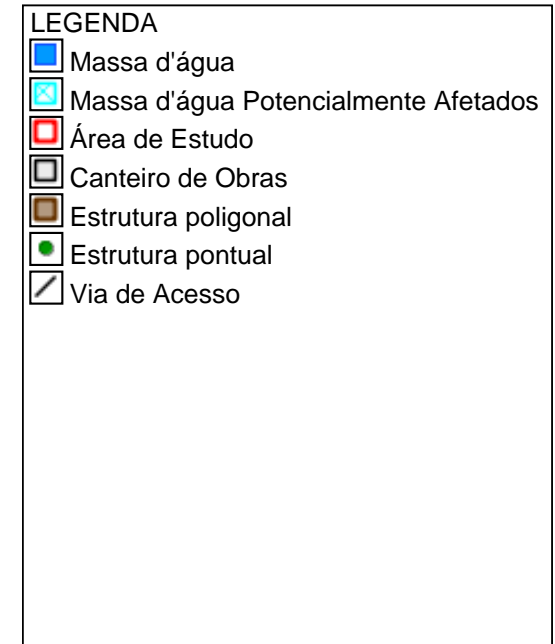 LEGENDA
Massa d'água
Massa d'água Potencialmente Afetados
Área de Estudo
Canteiro de Obras
Estrutura poligonal
Estrutura pontual
Via de Acesso